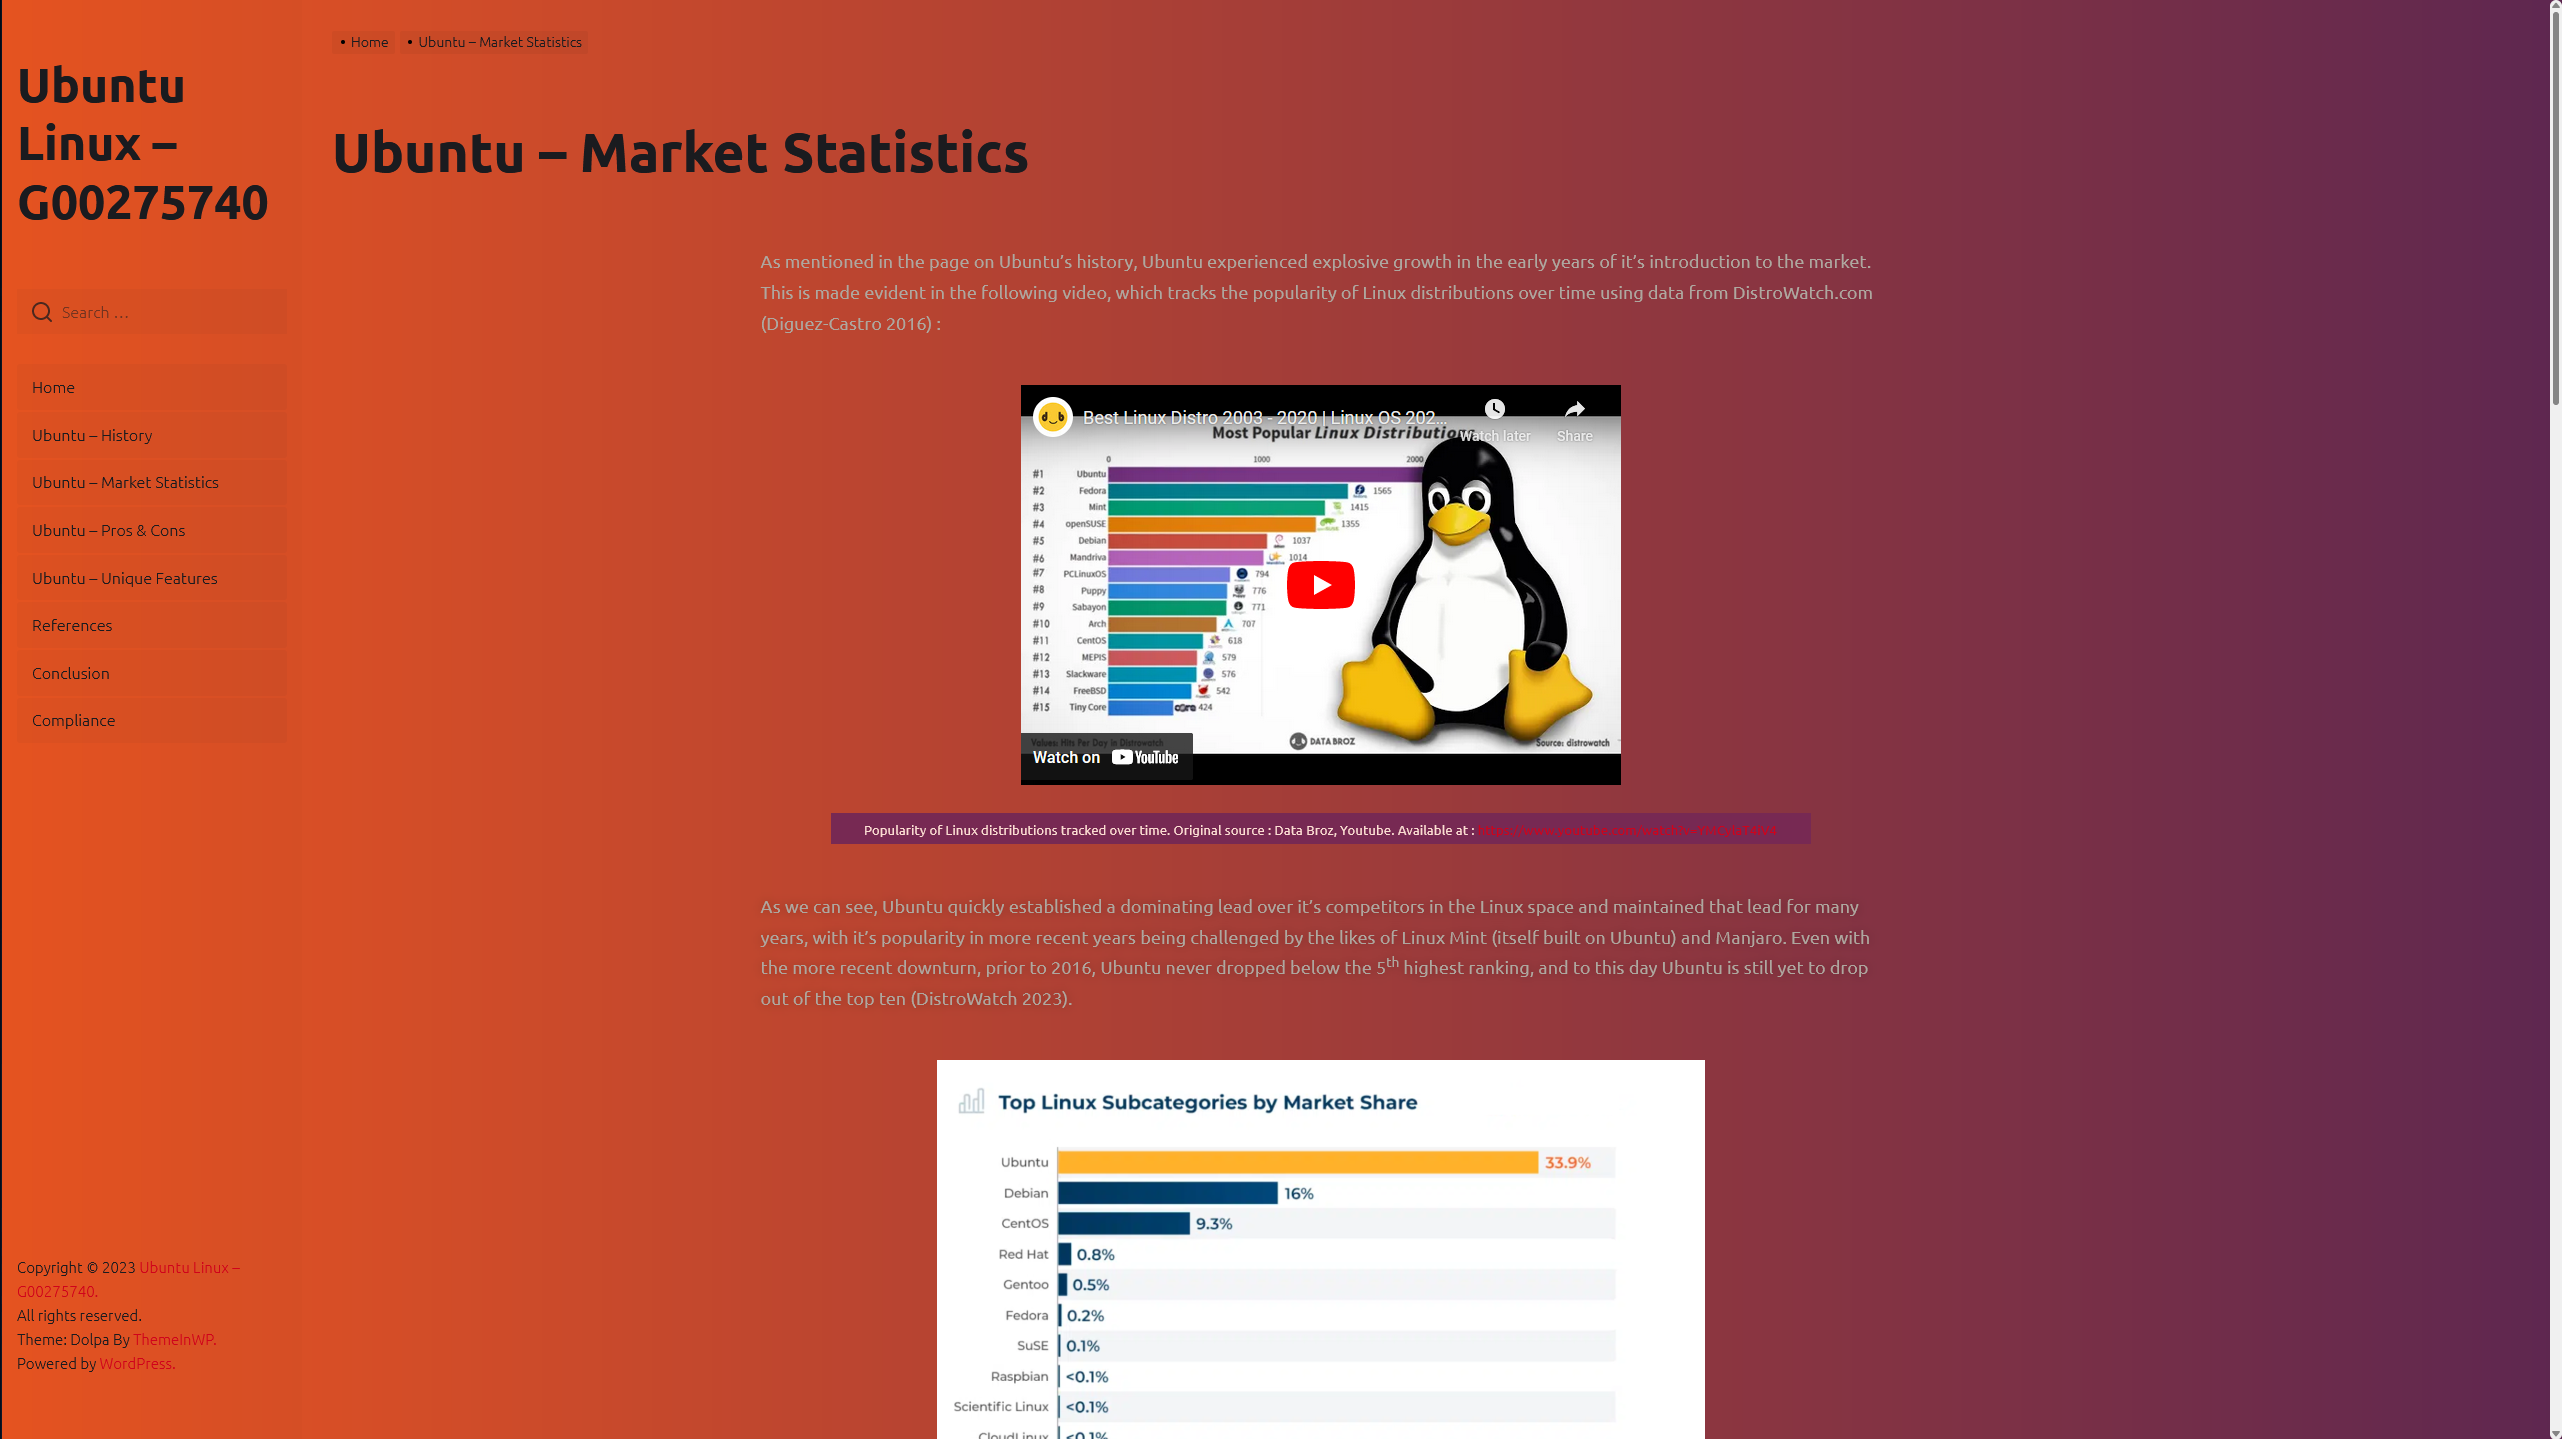 Home
Ubuntu – Market Statistics
Ubuntu
Linux –
G00275740
Search …
Home
Ubuntu – History
Ubuntu – Market Statistics
Ubuntu – Pros & Cons
Ubuntu – Unique Features
References
Conclusion
Compliance
Copyright © 2023 Ubuntu Linux –
G00275740.
All rights reserved.
Theme: Dolpa By ThemeInWP.
Powered by WordPress.
Ubuntu – Market Statistics
As mentioned in the page on Ubuntu’s history, Ubuntu experienced explosive growth in the early years of it’s introduction to the market.
This is made evident in the following video, which tracks the popularity of Linux distributions over time using data from DistroWatch.com
(Diguez-Castro 2016) :
Best Linux Distro 2003 - 2020 | Linux OS 202...
Watch later
Share
Most Popular Linux Distributions
0 1000 2000
#1 Ubuntu
#2 Fedora 1565
#3 Mint 1415
#4 openSUSE 1355
#5 Debian 1037
#6 Mandriva 1014
#7 PCLinuxOS 794
#8 Puppy 776
#9 Sabayon 771
#10 Arch 707
#11 CentOS 618
#12 MEPIS 579
#13 Slackware 576
#14 FreeBSD 542
#15 Tiny Core core 424
Values: Hits Per Day in Distrowatch
DATA BROZ
Source: distrowatch
Watch on YouTube
Popularity of Linux distributions tracked over time. Original source : Data Broz, Youtube. Available at :
As we can see, Ubuntu quickly established a dominating lead over it’s competitors in the Linux space and maintained that lead for many
years, with it’s popularity in more recent years being challenged by the likes of Linux Mint (itself built on Ubuntu) and Manjaro. Even with
the more recent downturn, prior to 2016, Ubuntu never dropped below the 5th highest ranking, and to this day Ubuntu is still yet to drop
out of the top ten (DistroWatch 2023).
Top Linux Subcategories by Market Share
Ubuntu 33.9%
Debian 16%
CentOS 9.3%
Red Hat 0.8%
Gentoo 0.5%
Fedora 0.2%
SuSE 0.1%
Raspbian <0.1%
Scientific Linux <0.1%
CloudLinux <0.1%